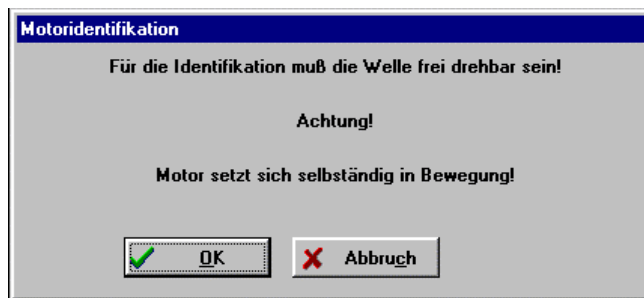 Motoridentifikation
Für die Identifikation muß die Welle frei drehbar sein!
Achtung!
Motor setzt sich selbständig in Bewegung!
OK Abbruch